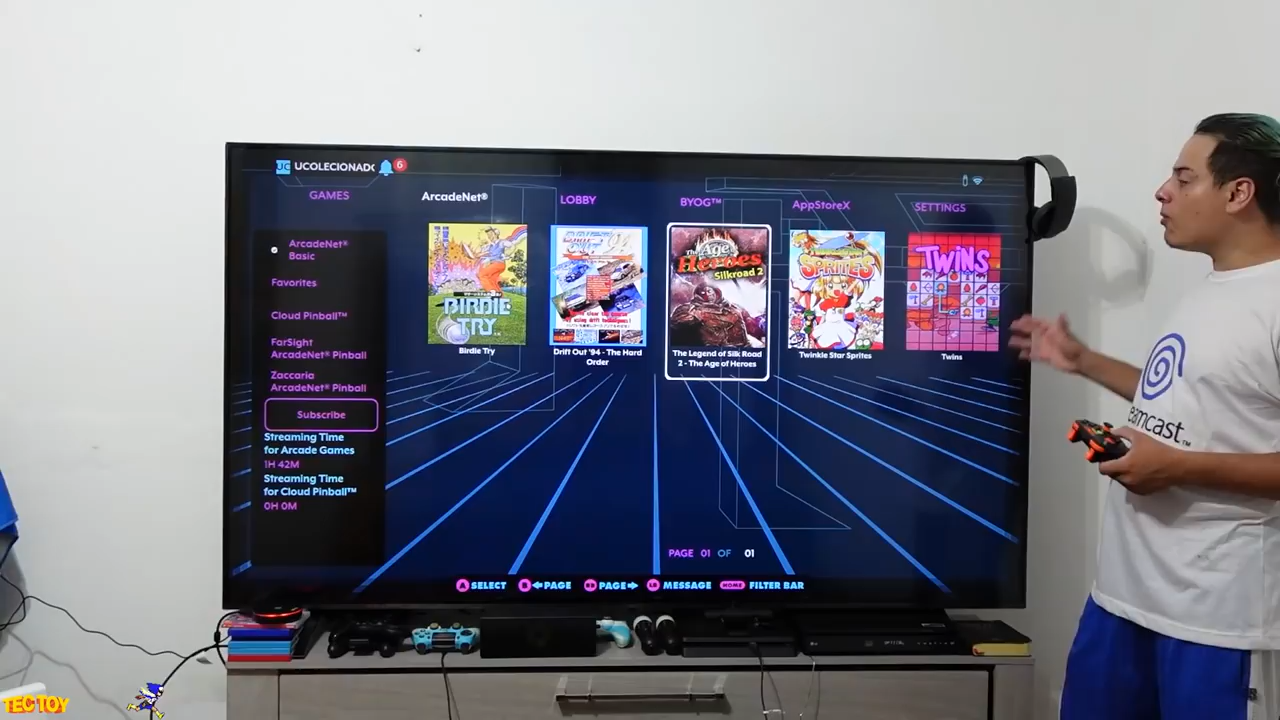 UCOLECIONADO
6
GAMES
ArcadeNet®
LOBBY
BYOG™
AppStoreX
SETTINGS
ArcadeNet®
Basic
Favorites
Cloud Pinball™
FarSight
ArcadeNet® Pinball
Zaccaria
ArcadeNet® Pinball
Subscribe
Streaming Time
for Arcade Games
1H 42M
Streaming Time
for Cloud Pinball™
0H 0M
BIRDIE
TRY
Birdie Try
Drift Out '94 - The Hard
Order
The Age of
Heroes
Silkroad 2
The Legend of Silk Road
2 - The Age of Heroes
SPRITES
Twinkle Star Sprites
TWINS
Twins
PAGE 01 OF 01
A SELECT
PAGE
PAGE
MESSAGE
HOME FILTER BAR
eamcast™
TECTOY